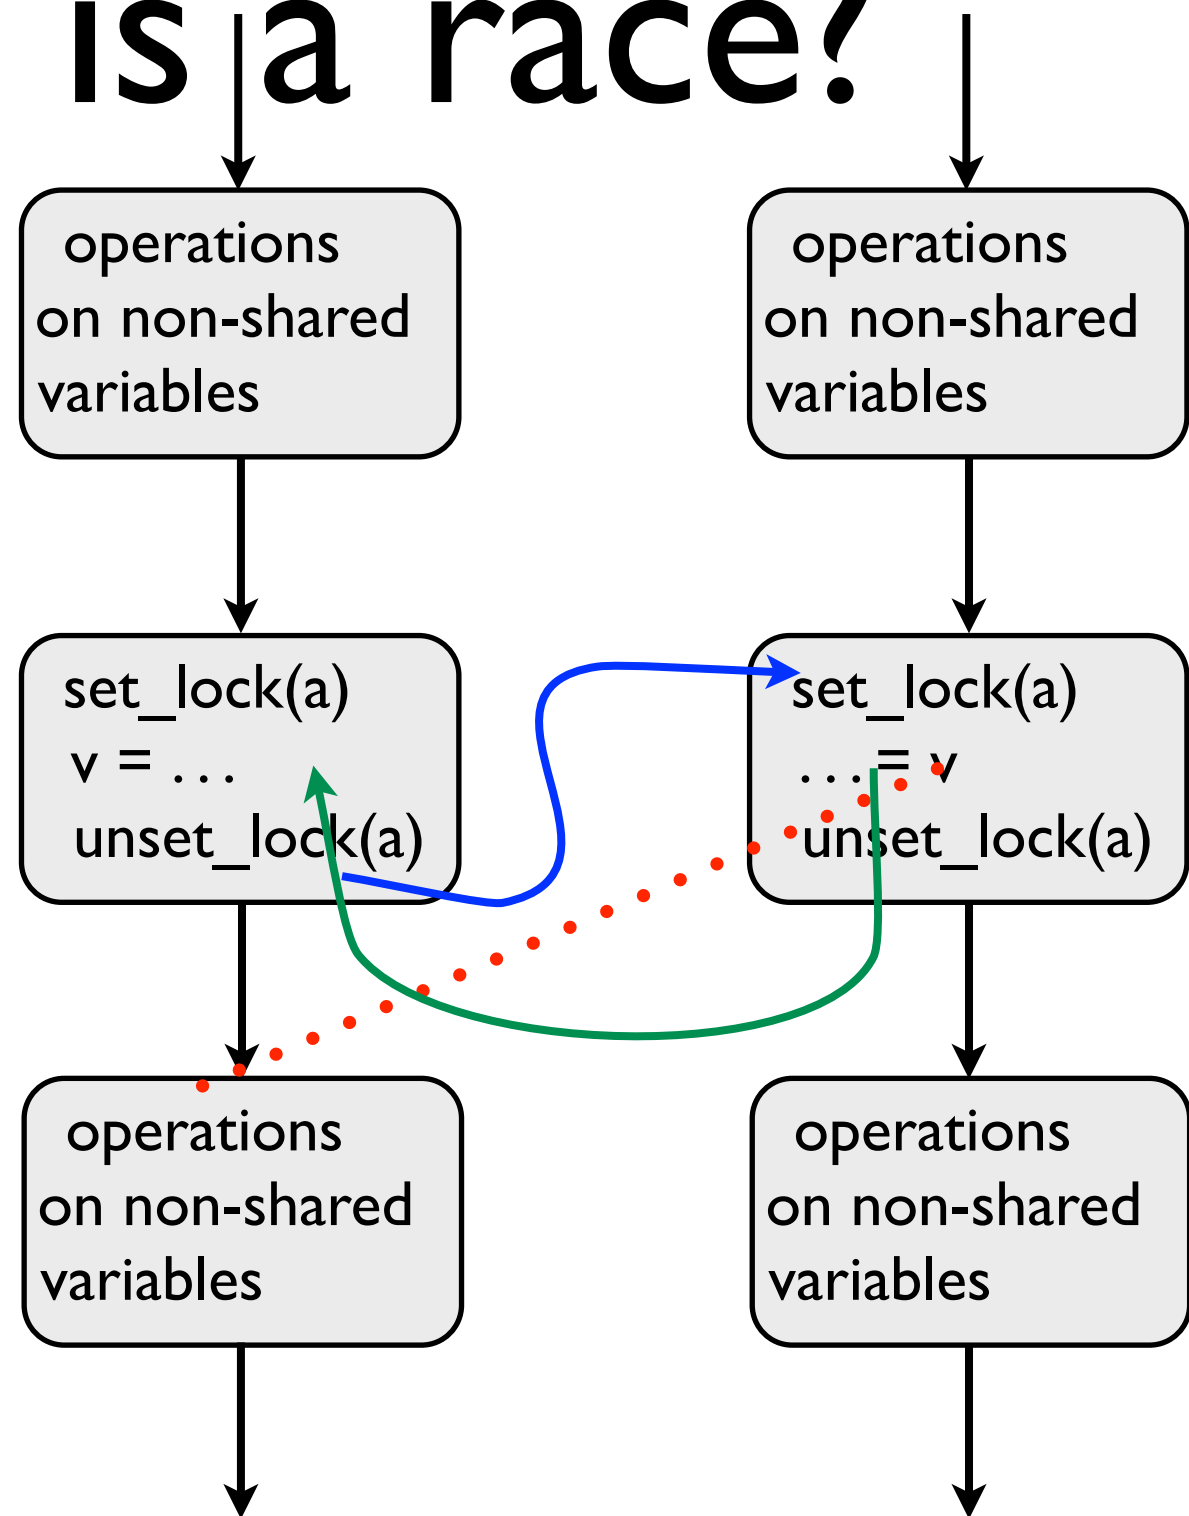 is a race?
operations
on non-shared
variables
operations
on non-shared
variables
set_lock(a)
v = ...
unset_lock(a)
set_lock(a)
... = v
unset_lock(a)
operations
on non-shared
variables
operations
on non-shared
variables